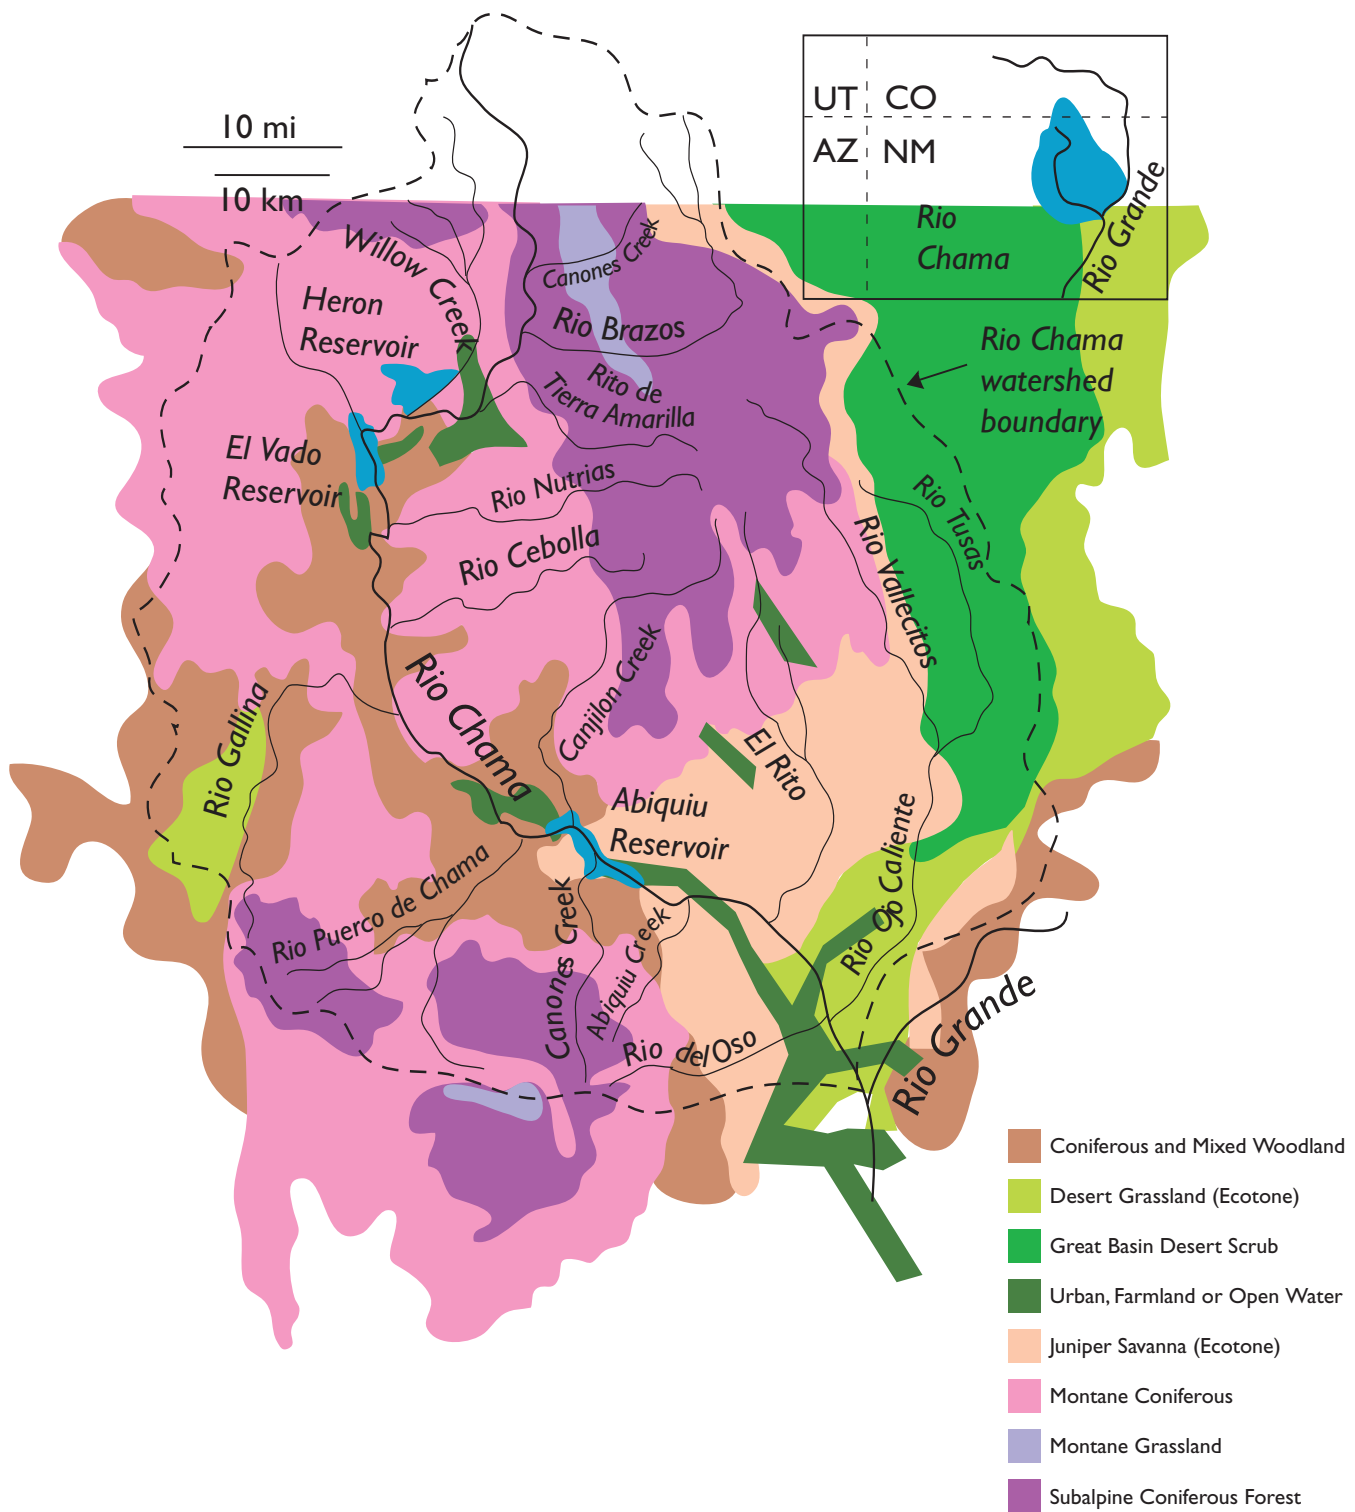 10 mi
10 km
UT
CO
AZ
NM
Rio
Chama
Rio Grande
Willow Creek
Canones Creek
Heron
Reservoir
Rio Brazos
Rito de
Tierra Amarilla
Rio Chama
watershed
boundary
El Vado
Reservoir
Rio Nutrias
Rio Tusas
Rio Cebolla
Rio Vallecitos
Rio Chama
Canjilon Creek
Rio Gallina
El Rito
Abiquiu
Reservoir
Rio Ojo Caliente
Rio Puerco de Chama
Canones Creek
Abiquiu Creek
Rio del Oso
Rio Grande
Coniferous and Mixed Woodland
Desert Grassland (Ecotone)
Great Basin Desert Scrub
Urban, Farmland or Open Water
Juniper Savanna (Ecotone)
Montane Coniferous
Montane Grassland
Subalpine Coniferous Forest